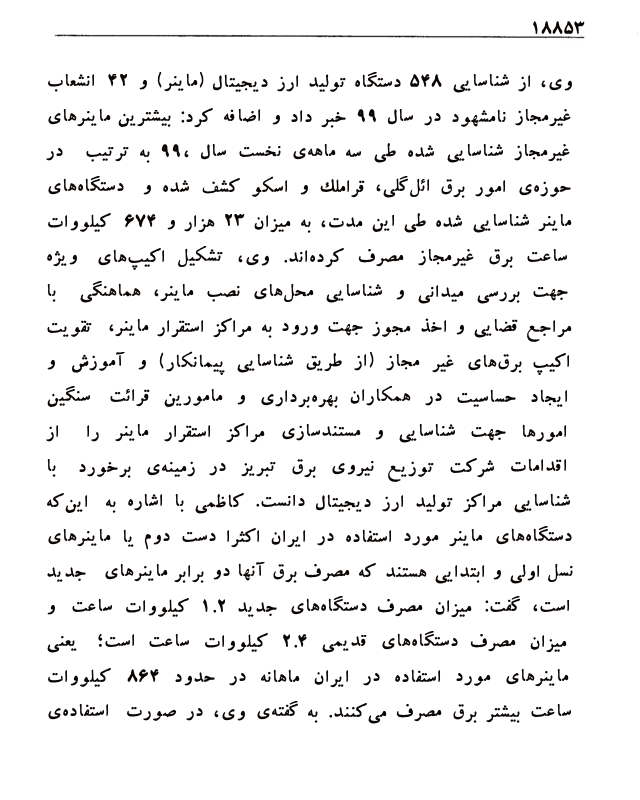 ۱۸۸۵۳
وی، از شناسایی ۵۴۸ دستگاه تولید ارز دیجیتال (ماینر) و ۴۲ انشعاب
غیرمجاز نامشهود در سال ۹۹ خبر داد و اضافه کرد: بیشترین ماینرهای
غیرمجاز شناسایی شده طی سه ماهه‌ی نخست سال ،۹۹ به ترتیب در
حوزه‌ی امور برق ائل‌گلی، قراملك و اسکو کشف شده و دستگاه‌های
ماینر شناسایی شده طی این مدت، به میزان ۲۳ هزار و ۶۷۴ کیلووات
ساعت برق غیرمجاز مصرف کرده‌اند. وی، تشکیل اکیپ‌های ویژه
جهت بررسی میدانی و شناسایی محل‌های نصب ماینر، هماهنگی با
مراجع قضایی و اخذ مجوز جهت ورود به مراکز استقرار ماینر، تقویت
اکیپ برق‌های غیر مجاز (از طریق شناسایی پیمانکار) و آموزش و
ایجاد حساسیت در همکاران بهره‌برداری و مامورین قرائت سنگین
امورها جهت شناسایی و مستندسازی مراکز استقرار ماینر را از
اقدامات شرکت توزیع نیروی برق تبریز در زمینه‌ی برخورد با
شناسایی مراکز تولید ارز دیجیتال دانست. کاظمی با اشاره به این‌که
دستگاه‌های ماینر مورد استفاده در ایران اکثرا دست دوم یا ماینرهای
نسل اولی و ابتدایی هستند که مصرف برق آنها دو برابر ماینرهای جدید
است، گفت: میزان مصرف دستگاه‌های جدید ۱.۲ کیلووات ساعت و
میزان مصرف دستگاه‌های قدیمی ۲.۴ کیلووات ساعت است؛ یعنی
ماینرهای مورد استفاده در ایران ماهانه در حدود ۸۶۴ کیلووات
ساعت بیشتر برق مصرف می‌کنند. به گفته‌ی وی، در صورت استفاده‌ی